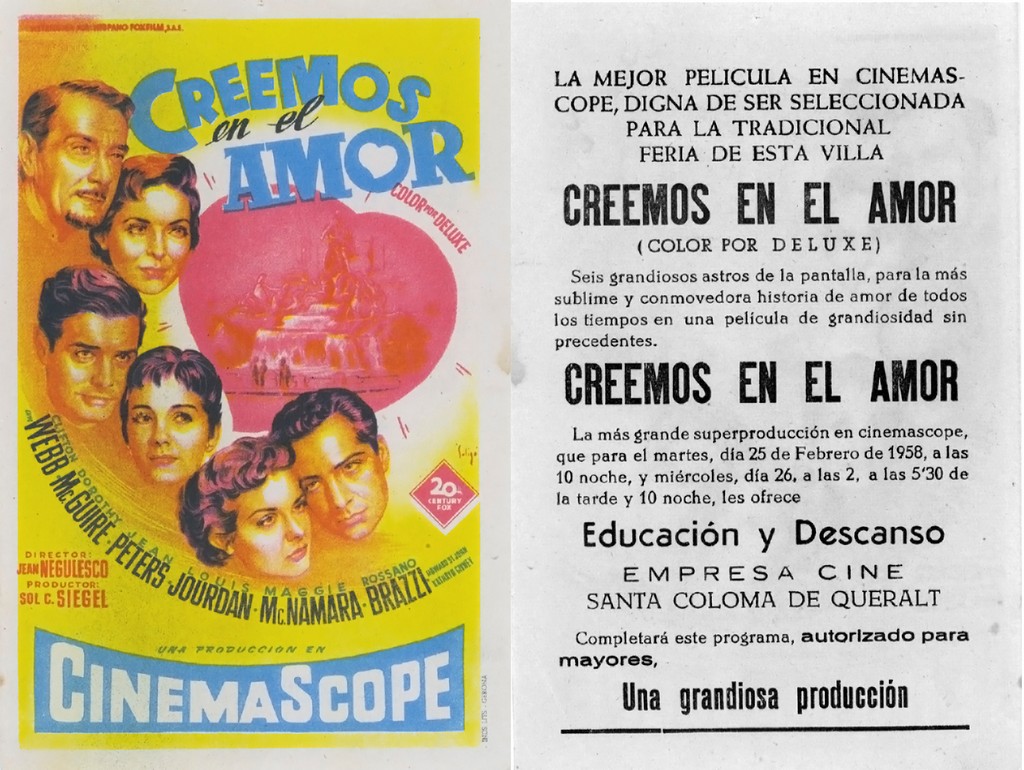 DISTRIBUIDA POR HISPANO FOXFILM, S.A.E.
CREEMOS
en el
AMOR
COLOR POR DELUXE
CLIFTON WEBB · DOROTHY McGUIRE · JEAN PETERS · LOUIS JOURDAN · MAGGIE McNAMARA · ROSSANO BRAZZI
20th
CENTURY
FOX
DIRECTOR:
JEAN NEGULESCO
PRODUCTOR:
SOL C. SIEGEL
UNA PRODUCCION EN
CINEMASCOPE
LA MEJOR PELICULA EN CINEMAS-
COPE, DIGNA DE SER SELECCIONADA
PARA LA TRADICIONAL
FERIA DE ESTA VILLA
CREEMOS EN EL AMOR
(COLOR POR DELUXE)
Seis grandiosos astros de la pantalla, para la más
sublime y conmovedora historia de amor de todos
los tiempos en una película de grandiosidad sin
precedentes.
CREEMOS EN EL AMOR
La más grande superproducción en cinemascope,
que para el martes, día 25 de Febrero de 1958, a las
10 noche, y miércoles, día 26, a las 2, a las 5'30 de
la tarde y 10 noche, les ofrece
Educación y Descanso
EMPRESA CINE
SANTA COLOMA DE QUERALT
Completará este programa, autorizado para
mayores,
Una grandiosa producción